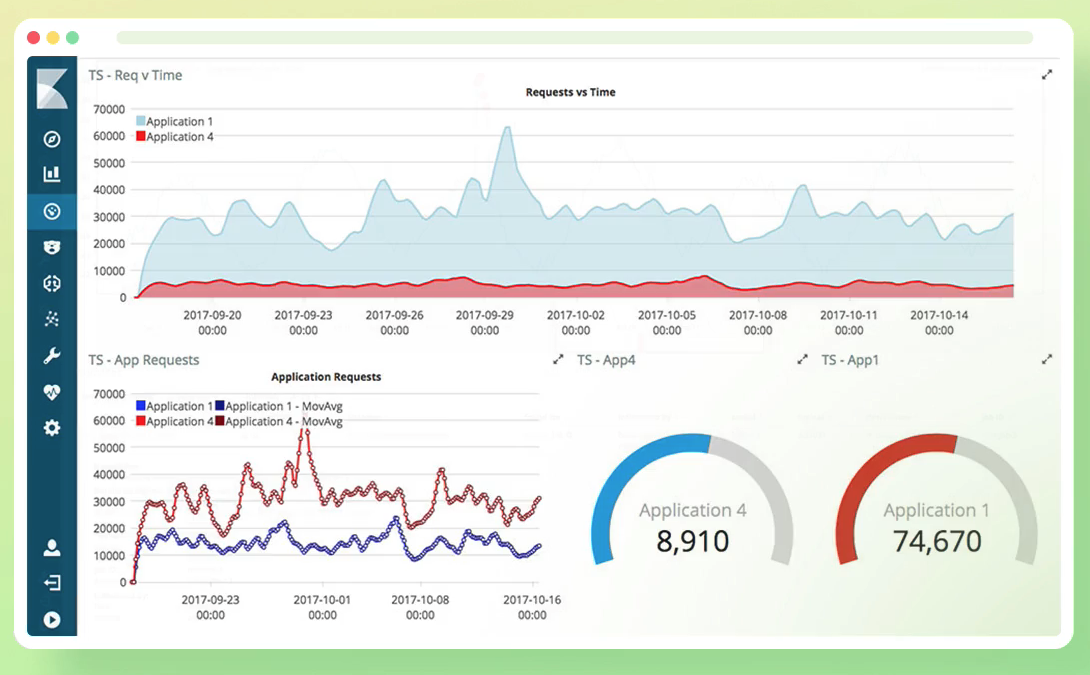 TS - Req v Time
Requests vs Time
70000
60000
50000
40000
30000
20000
10000
0
Application 1
Application 4
2017-09-20 2017-09-23 2017-09-26 2017-09-29 2017-10-02 2017-10-05 2017-10-08 2017-10-11 2017-10-14
00:00 00:00 00:00 00:00 00:00 00:00 00:00 00:00 00:00
TS - App Requests
Application Requests
70000
60000
50000
40000
30000
20000
10000
0
Application 1 Application 1 - MovAvg
Application 4 Application 4 - MovAvg
2017-09-23 2017-10-01 2017-10-08 2017-10-16
00:00 00:00 00:00 00:00
TS - App4
Application 4
8,910
TS - App1
Application 1
74,670